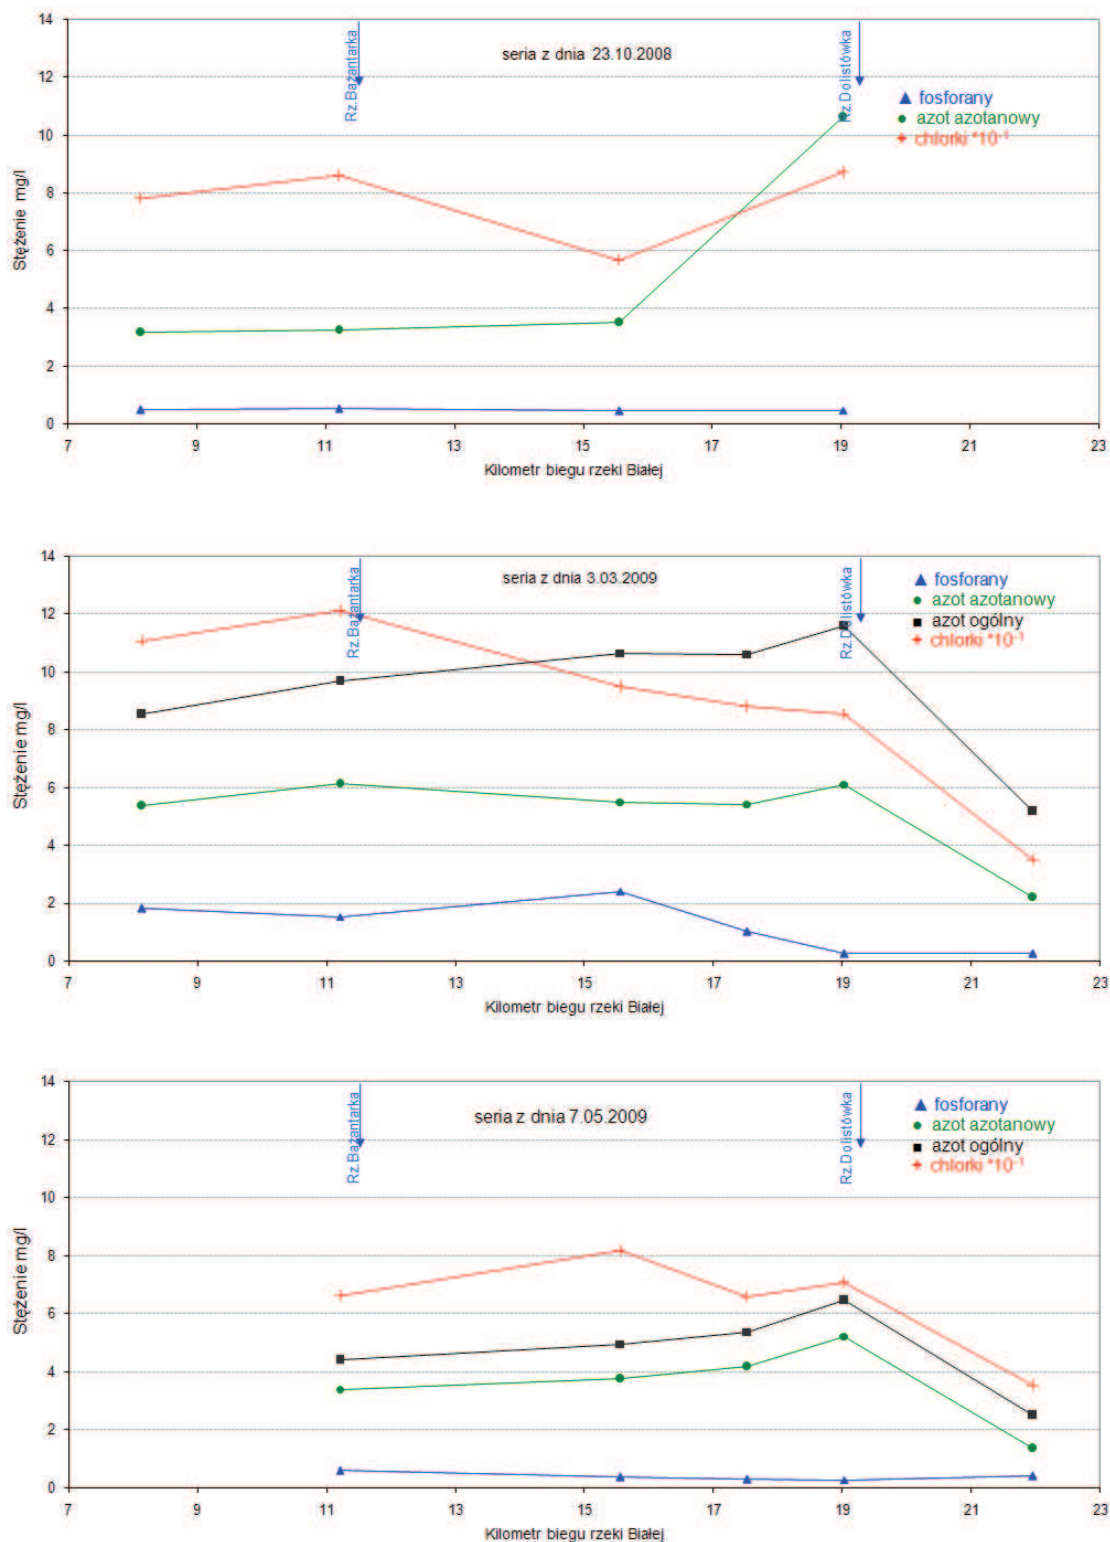 14
12
10
8
6
4
2
0
Stężenie mg/l
seria z dnia 23.10.2008
Rz.Bażantarka
Rz.Dolistówka
fosforany
azot azotanowy
chlorki *10⁻¹
7 9 11 13 15 17 19 21 23
Kilometr biegu rzeki Białej
14
12
10
8
6
4
2
0
Stężenie mg/l
seria z dnia 3.03.2009
Rz.Bażantarka
Rz.Dolistówka
fosforany
azot azotanowy
azot ogólny
chlorki *10⁻¹
7 9 11 13 15 17 19 21 23
Kilometr biegu rzeki Białej
14
12
10
8
6
4
2
0
Stężenie mg/l
seria z dnia 7.05.2009
Rz.Bażantarka
Rz.Dolistówka
fosforany
azot azotanowy
azot ogólny
chlorki *10⁻¹
7 9 11 13 15 17 19 21 23
Kilometr biegu rzeki Białej